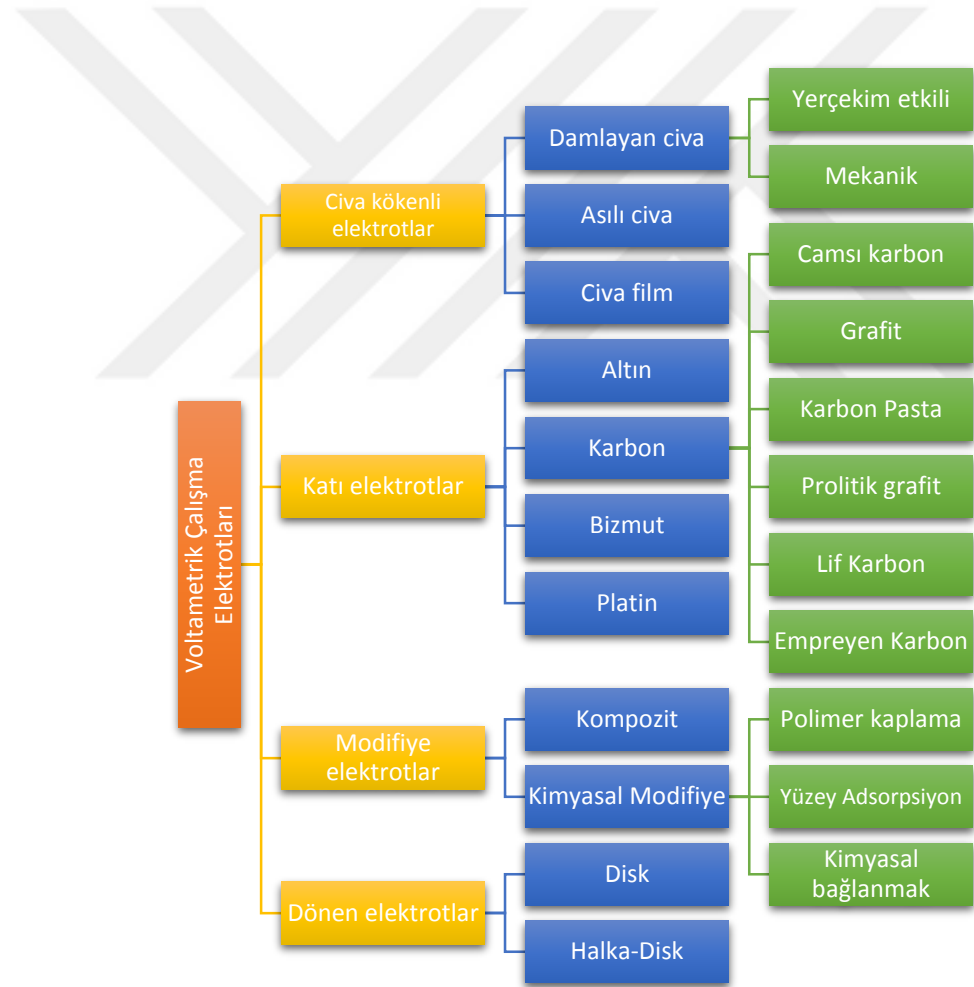 Voltametrik Çalışma
Elektrotları
Civa kökenli
elektrotlar
Damlayan civa
Yerçekim etkili
Mekanik
Asılı civa
Civa film
Katı elektrotlar
Altın
Karbon
Camsı karbon
Grafit
Karbon Pasta
Prolitik grafit
Lif Karbon
Empreyen Karbon
Bizmut
Platin
Modifiye
elektrotlar
Kompozit
Kimyasal Modifiye
Polimer kaplama
Yüzey Adsorpsiyon
Kimyasal
bağlanmak
Dönen elektrotlar
Disk
Halka-Disk